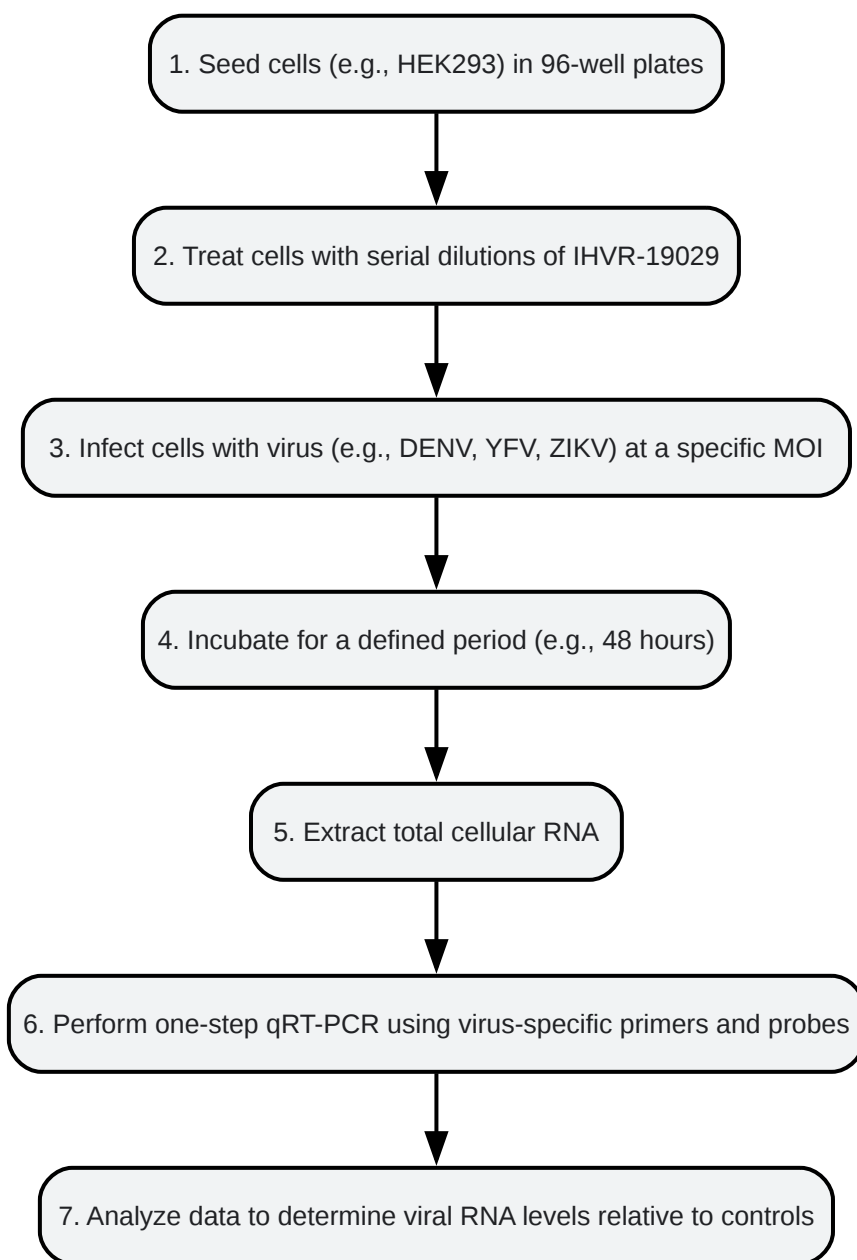 1. Seed cells (e.g., HEK293) in 96-well plates
2. Treat cells with serial dilutions of IHVR-19029
3. Infect cells with virus (e.g., DENV, YFV, ZIKV) at a specific MOI
4. Incubate for a defined period (e.g., 48 hours)
5. Extract total cellular RNA
6. Perform one-step qRT-PCR using virus-specific primers and probes
7. Analyze data to determine viral RNA levels relative to controls